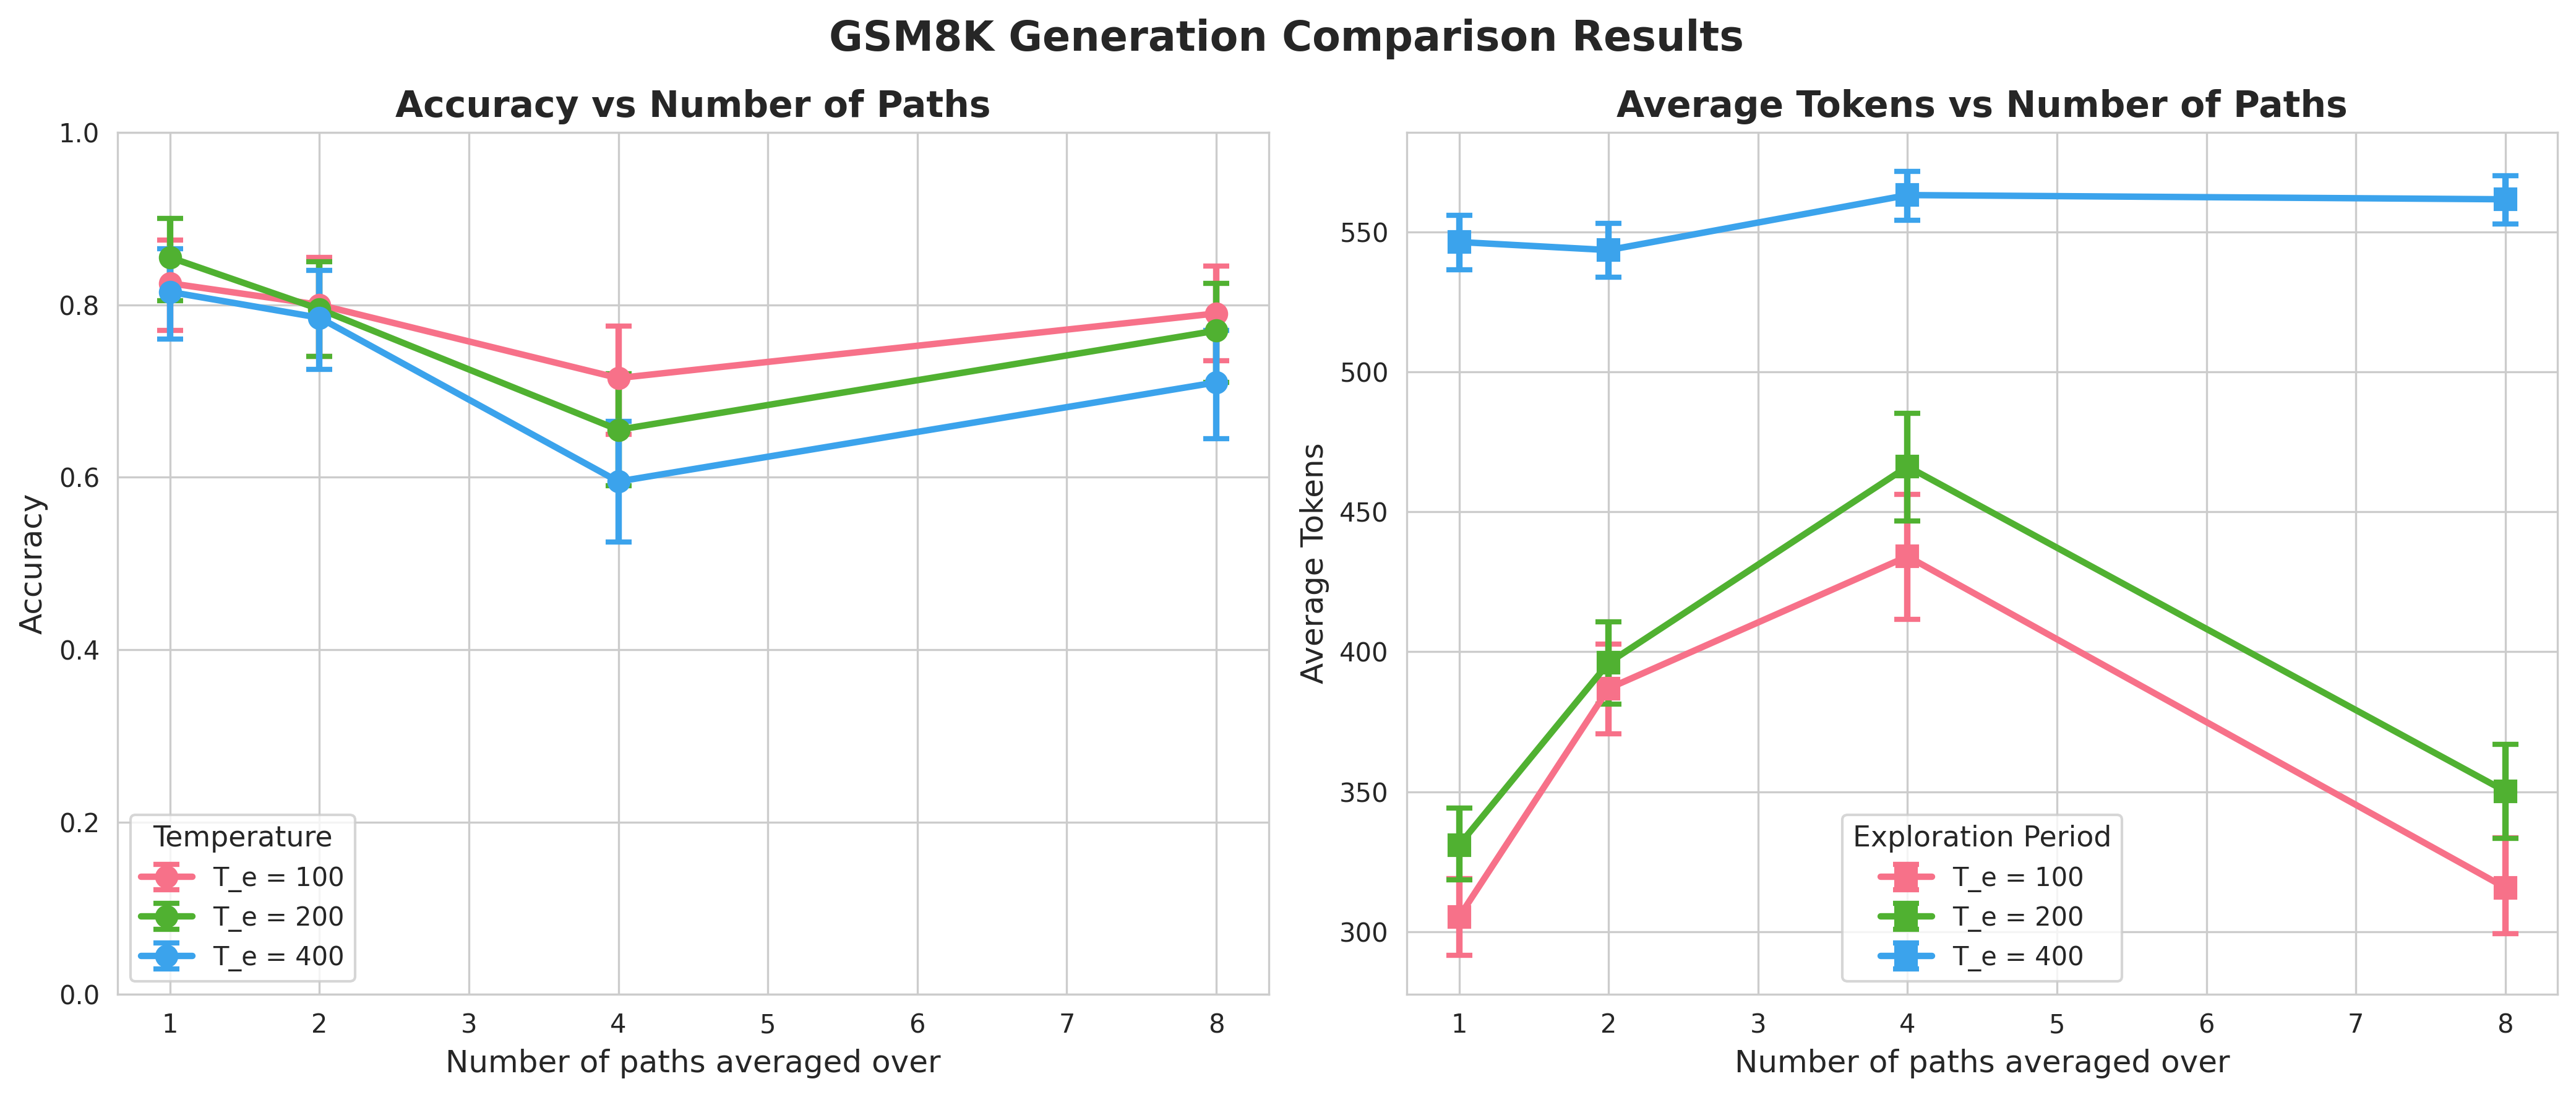 GSM8K Generation Comparison Results
Accuracy vs Number of Paths
1.0
0.8
0.6
0.4
0.2
0.0
Accuracy
Temperature
T_e = 100
T_e = 200
T_e = 400
1 2 3 4 5 6 7 8
Number of paths averaged over
Average Tokens vs Number of Paths
550
500
450
400
350
300
Average Tokens
Exploration Period
T_e = 100
T_e = 200
T_e = 400
1 2 3 4 5 6 7 8
Number of paths averaged over